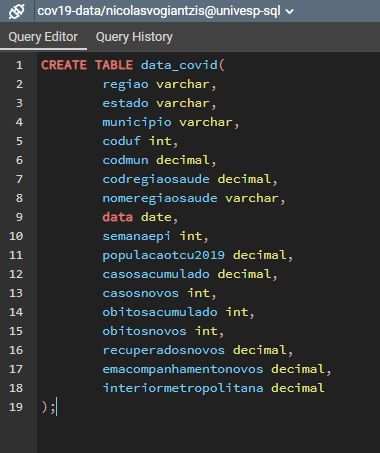 cov19-data/nicolasvogiantzis@univesp-sql
Query Editor Query History
1 CREATE TABLE data_covid(
2 regiao varchar,
3 estado varchar,
4 municipio varchar,
5 coduf int,
6 codmun decimal,
7 codregiaosaude decimal,
8 nomeregiaosaude varchar,
9 data date,
10 semanaepi int,
11 populacaotcu2019 decimal,
12 casosacumulado decimal,
13 casosnovos int,
14 obitosacumulado int,
15 obitosnovos int,
16 recuperadosnovos decimal,
17 emacompanhamentonovos decimal,
18 interiormetropolitana decimal
19 );